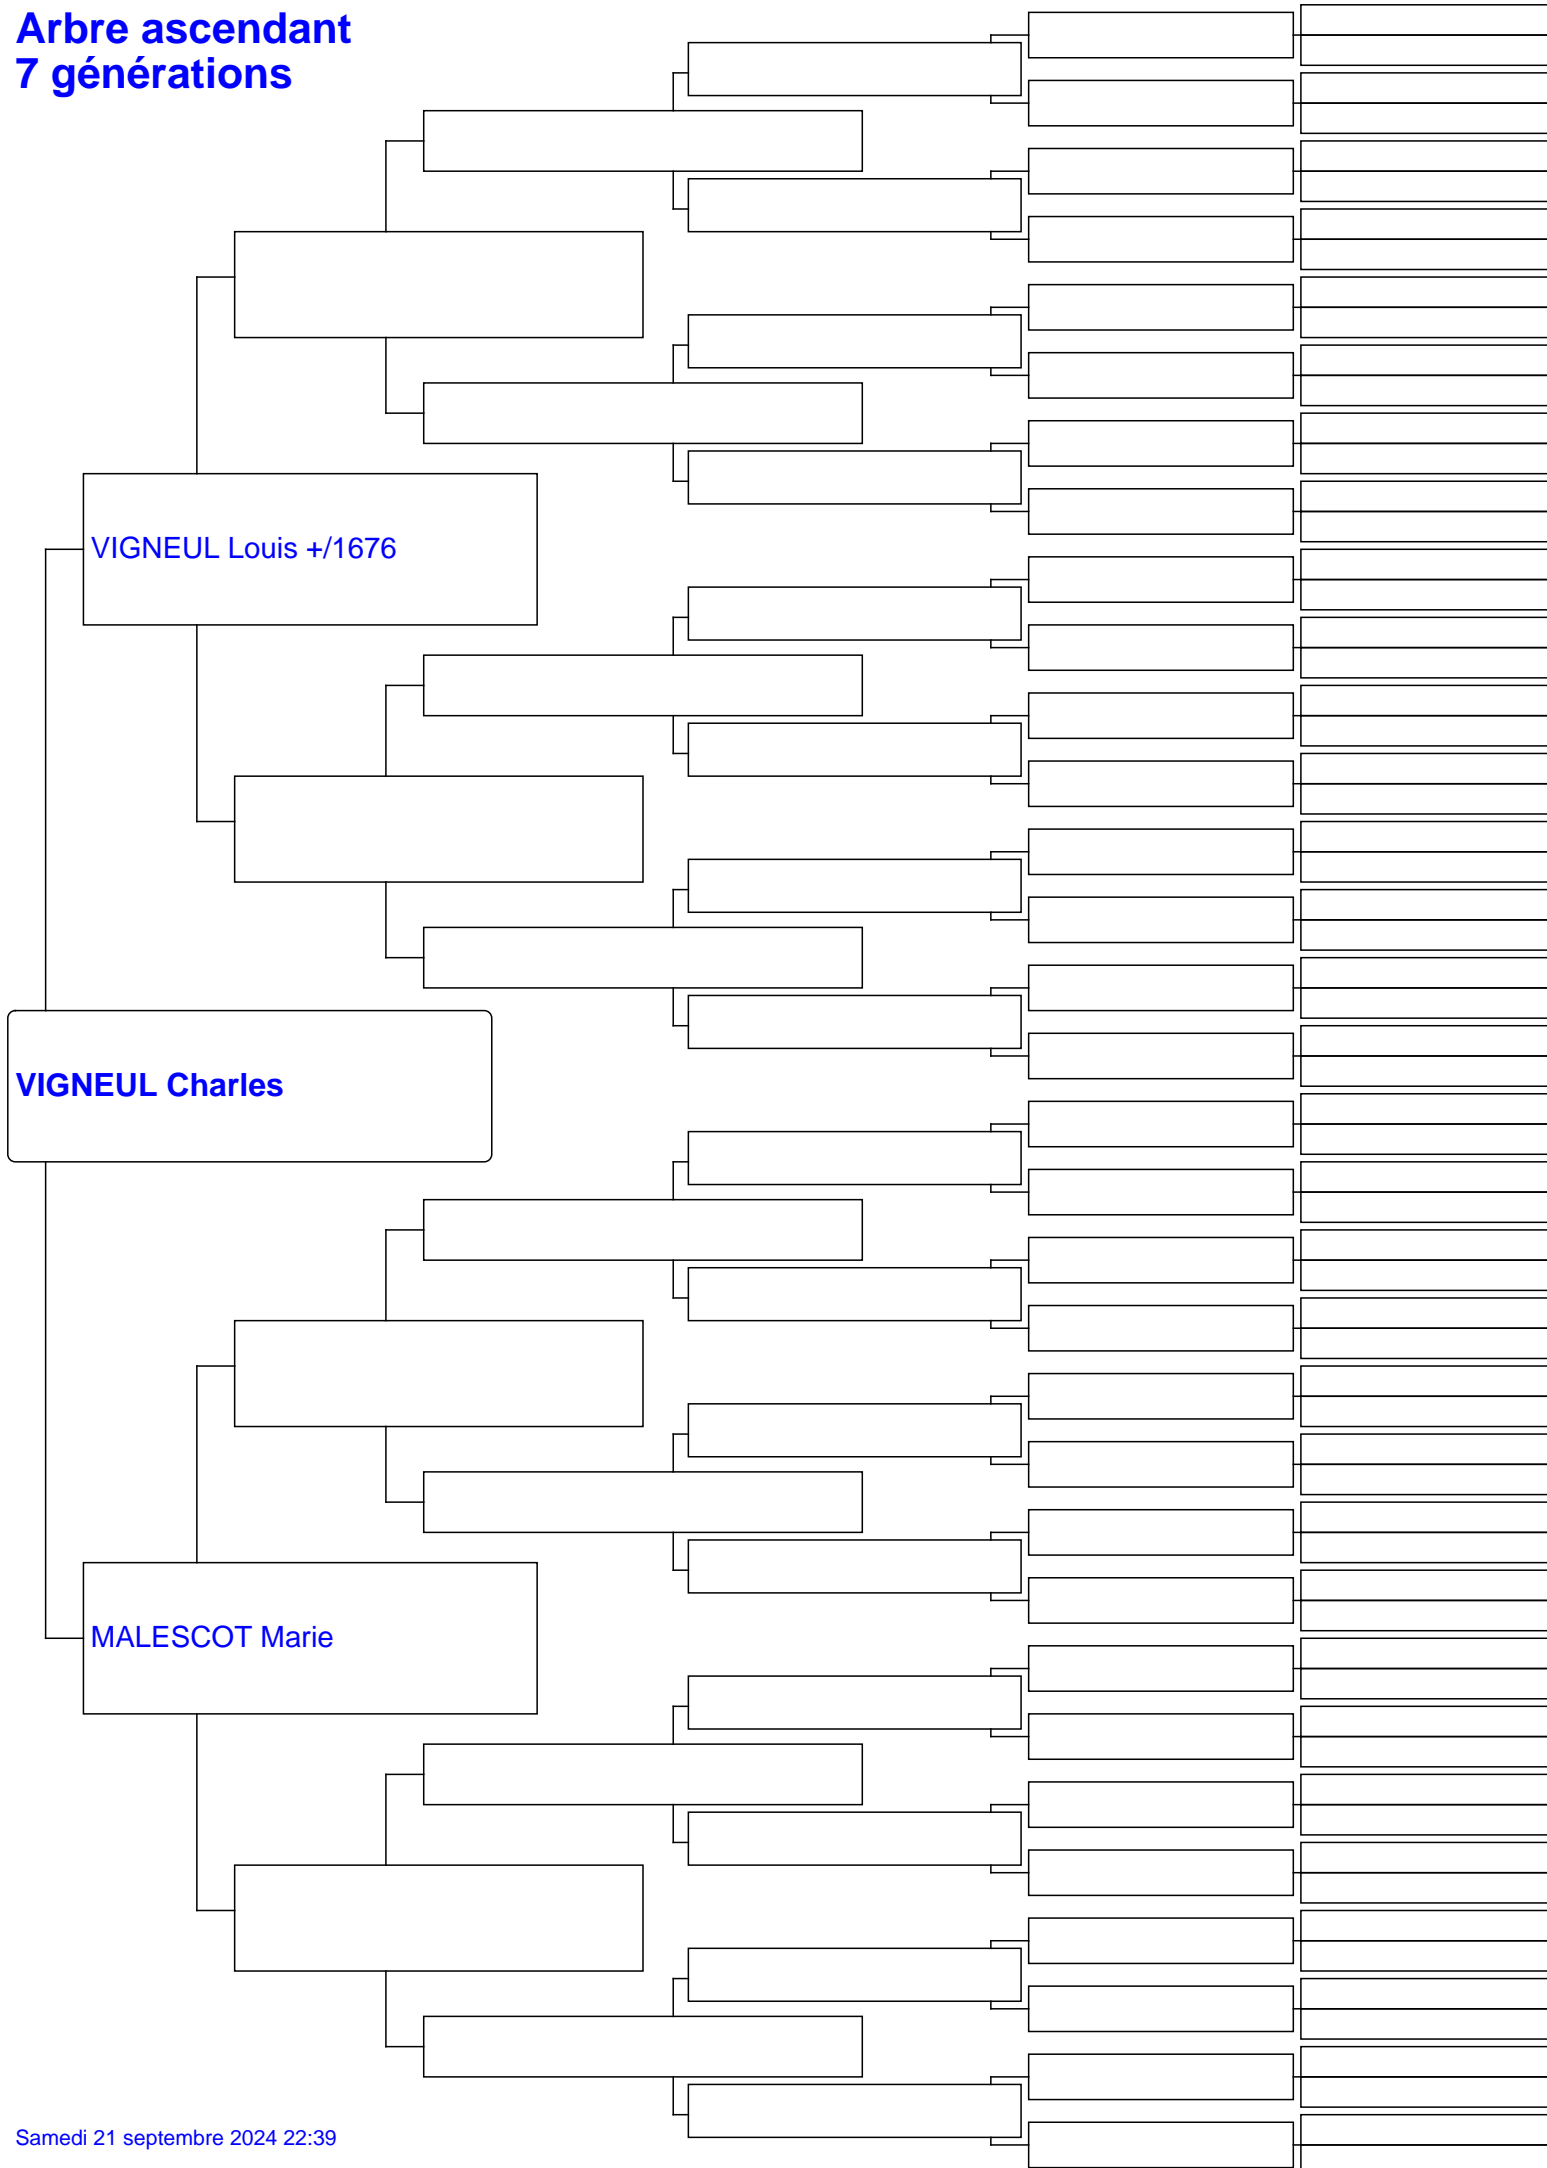 Arbre ascendant
7 générations
VIGNEUL Louis +/1676
VIGNEUL Charles
MALESCOT Marie
Samedi 21 septembre 2024 22:39